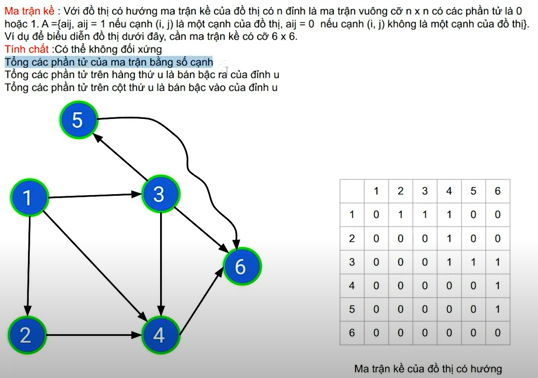 Ma trận kề : Với đồ thị có hướng ma trận kề của đồ thị có n đỉnh là ma trận vuông cỡ n x n có các phần tử là 0
hoặc 1. A ={aij, aij = 1 nếu cạnh (i, j) là một cạnh của đồ thị, aij = 0 nếu cạnh (i, j) không là một cạnh của đồ thị}.
Ví dụ để biểu diễn đồ thị dưới đây, cần ma trận kề có cỡ 6 x 6.
Tính chất :Có thể không đối xứng
Tổng các phần tử của ma trận bằng số cạnh
Tổng các phần tử trên hàng thứ u là bán bậc ra của đỉnh u
Tổng các phần tử trên cột thứ u là bán bậc vào của đỉnh u
5
1
3
6
2
4
1 2 3 4 5 6
1 0 1 1 1 0 0
2 0 0 0 1 0 0
3 0 0 0 1 1 1
4 0 0 0 0 0 1
5 0 0 0 0 0 1
6 0 0 0 0 0 0
Ma trận kề của đồ thị có hướng